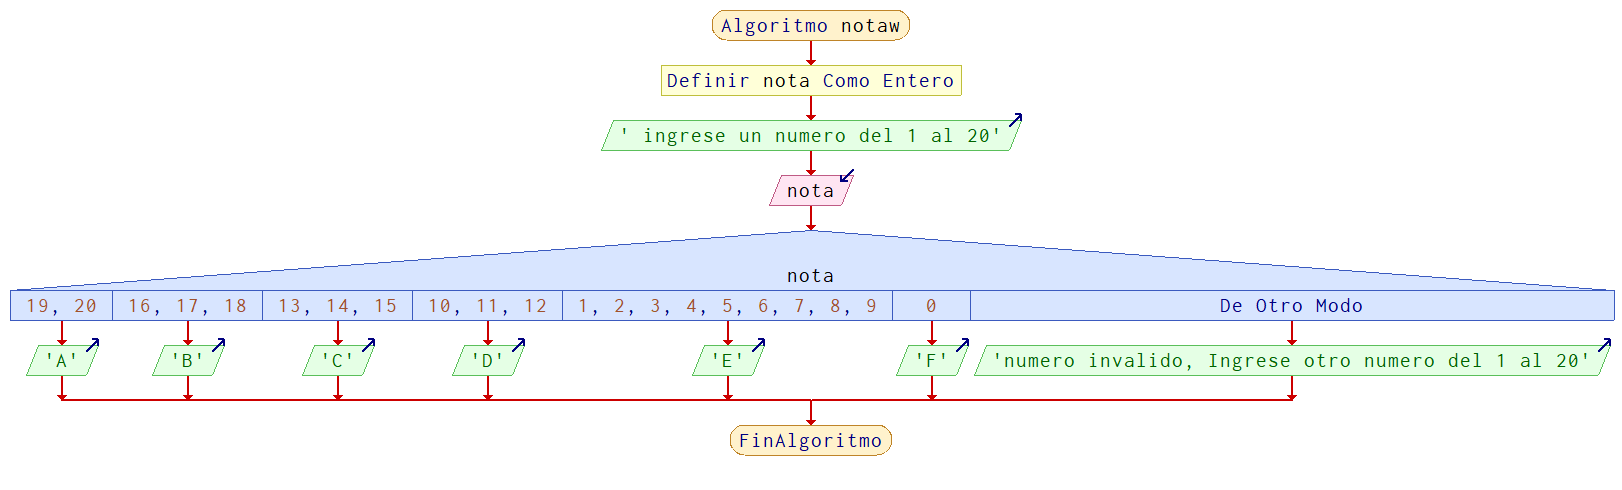 Algoritmo notaw
Definir nota Como Entero
' ingrese un numero del 1 al 20'
nota
nota
19, 20 16, 17, 18 13, 14, 15 10, 11, 12 1, 2, 3, 4, 5, 6, 7, 8, 9 0 De Otro Modo
'A' 'B' 'C' 'D' 'E' 'F' 'numero invalido, Ingrese otro numero del 1 al 20'
FinAlgoritmo